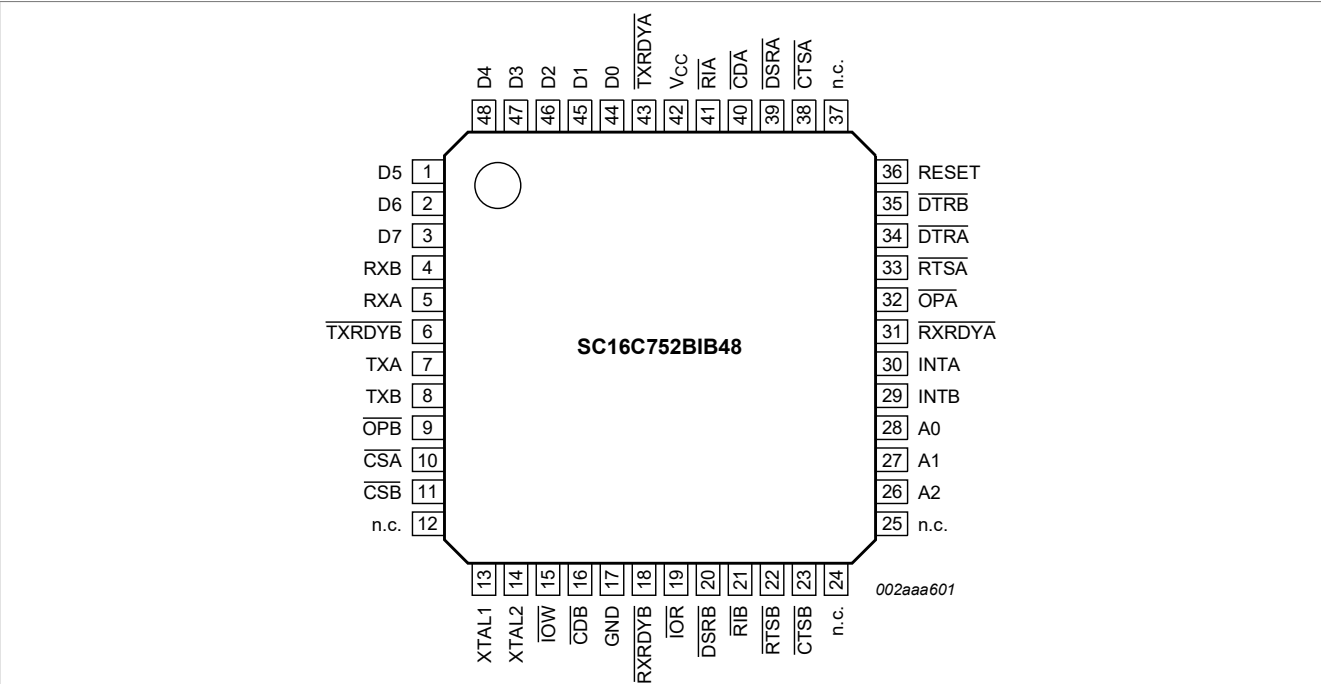 D4 D3 D2 D1 D0 TXRDYA VCC RIA CDA DSRA CTSA n.c.
48 47 46 45 44 43 42 41 40 39 38 37
D5 1
D6 2
D7 3
RXB 4
RXA 5
TXRDYB 6
TXA 7
TXB 8
OPB 9
CSA 10
CSB 11
n.c. 12
SC16C752BIB48
36 RESET
35 DTRB
34 DTRA
33 RTSA
32 OPA
31 RXRDYA
30 INTA
29 INTB
28 A0
27 A1
26 A2
25 n.c.
13 14 15 16 17 18 19 20 21 22 23 24
XTAL1 XTAL2 IOW CDB GND RXRDYB IOR DSRB RIB RTSB CTSB n.c.
002aaa601